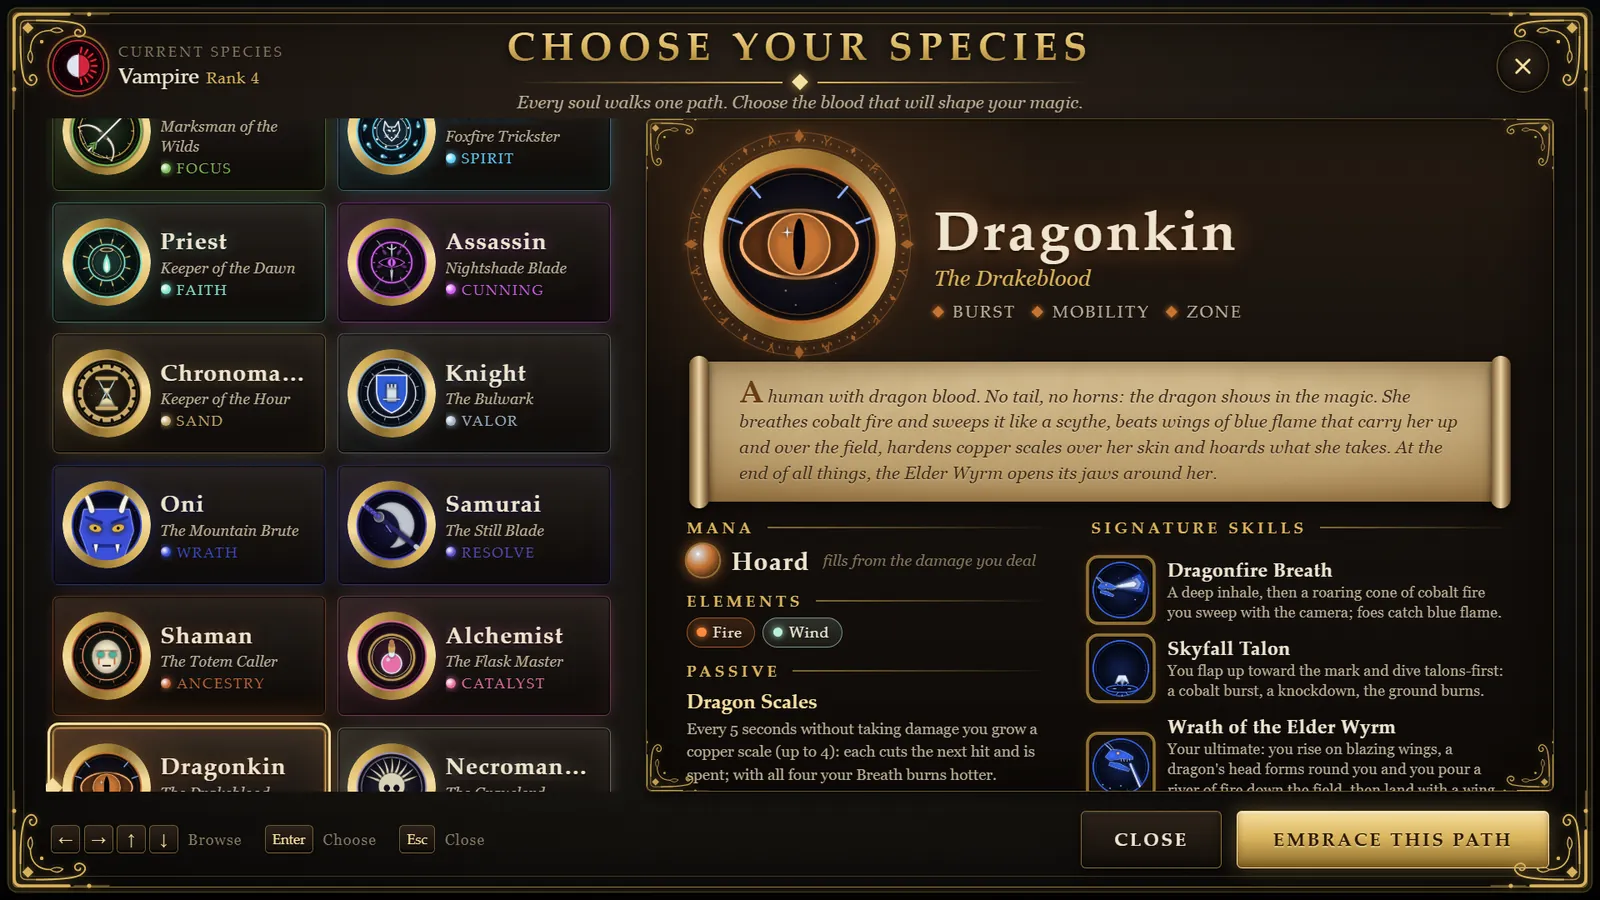 CURRENT SPECIES
Vampire Rank 4
CHOOSE YOUR SPECIES
Every soul walks one path. Choose the blood that will shape your magic.
Marksman of the
Wilds
FOCUS
Foxfire Trickster
SPIRIT
Priest
Keeper of the Dawn
FAITH
Assassin
Nightshade Blade
CUNNING
Chronoma...
Keeper of the Hour
SAND
Knight
The Bulwark
VALOR
Oni
The Mountain Brute
WRATH
Samurai
The Still Blade
RESOLVE
Shaman
The Totem Caller
ANCESTRY
Alchemist
The Flask Master
CATALYST
Dragonkin
The Drakeblood
Necroman...
Dragonkin
The Drakeblood
BURST MOBILITY ZONE
A human with dragon blood. No tail, no horns: the dragon shows in the magic. She
breathes cobalt fire and sweeps it like a scythe, beats wings of blue flame that carry her up
and over the field, hardens copper scales over her skin and hoards what she takes. At the
end of all things, the Elder Wyrm opens its jaws around her.
MANA
Hoard fills from the damage you deal
ELEMENTS
Fire Wind
PASSIVE
Dragon Scales
Every 5 seconds without taking damage you grow a
copper scale (up to 4): each cuts the next hit and is
spent; with all four your Breath burns hotter.
SIGNATURE SKILLS
Dragonfire Breath
A deep inhale, then a roaring cone of cobalt fire
you sweep with the camera; foes catch blue flame.
Skyfall Talon
You flap up toward the mark and dive talons-first:
a cobalt burst, a knockdown, the ground burns.
Wrath of the Elder Wyrm
Your ultimate: you rise on blazing wings, a
dragon's head forms round you and you pour a
river of fire down the field, then land with a wing
← → ↑ ↓ Browse Enter Choose Esc Close
CLOSE
EMBRACE THIS PATH